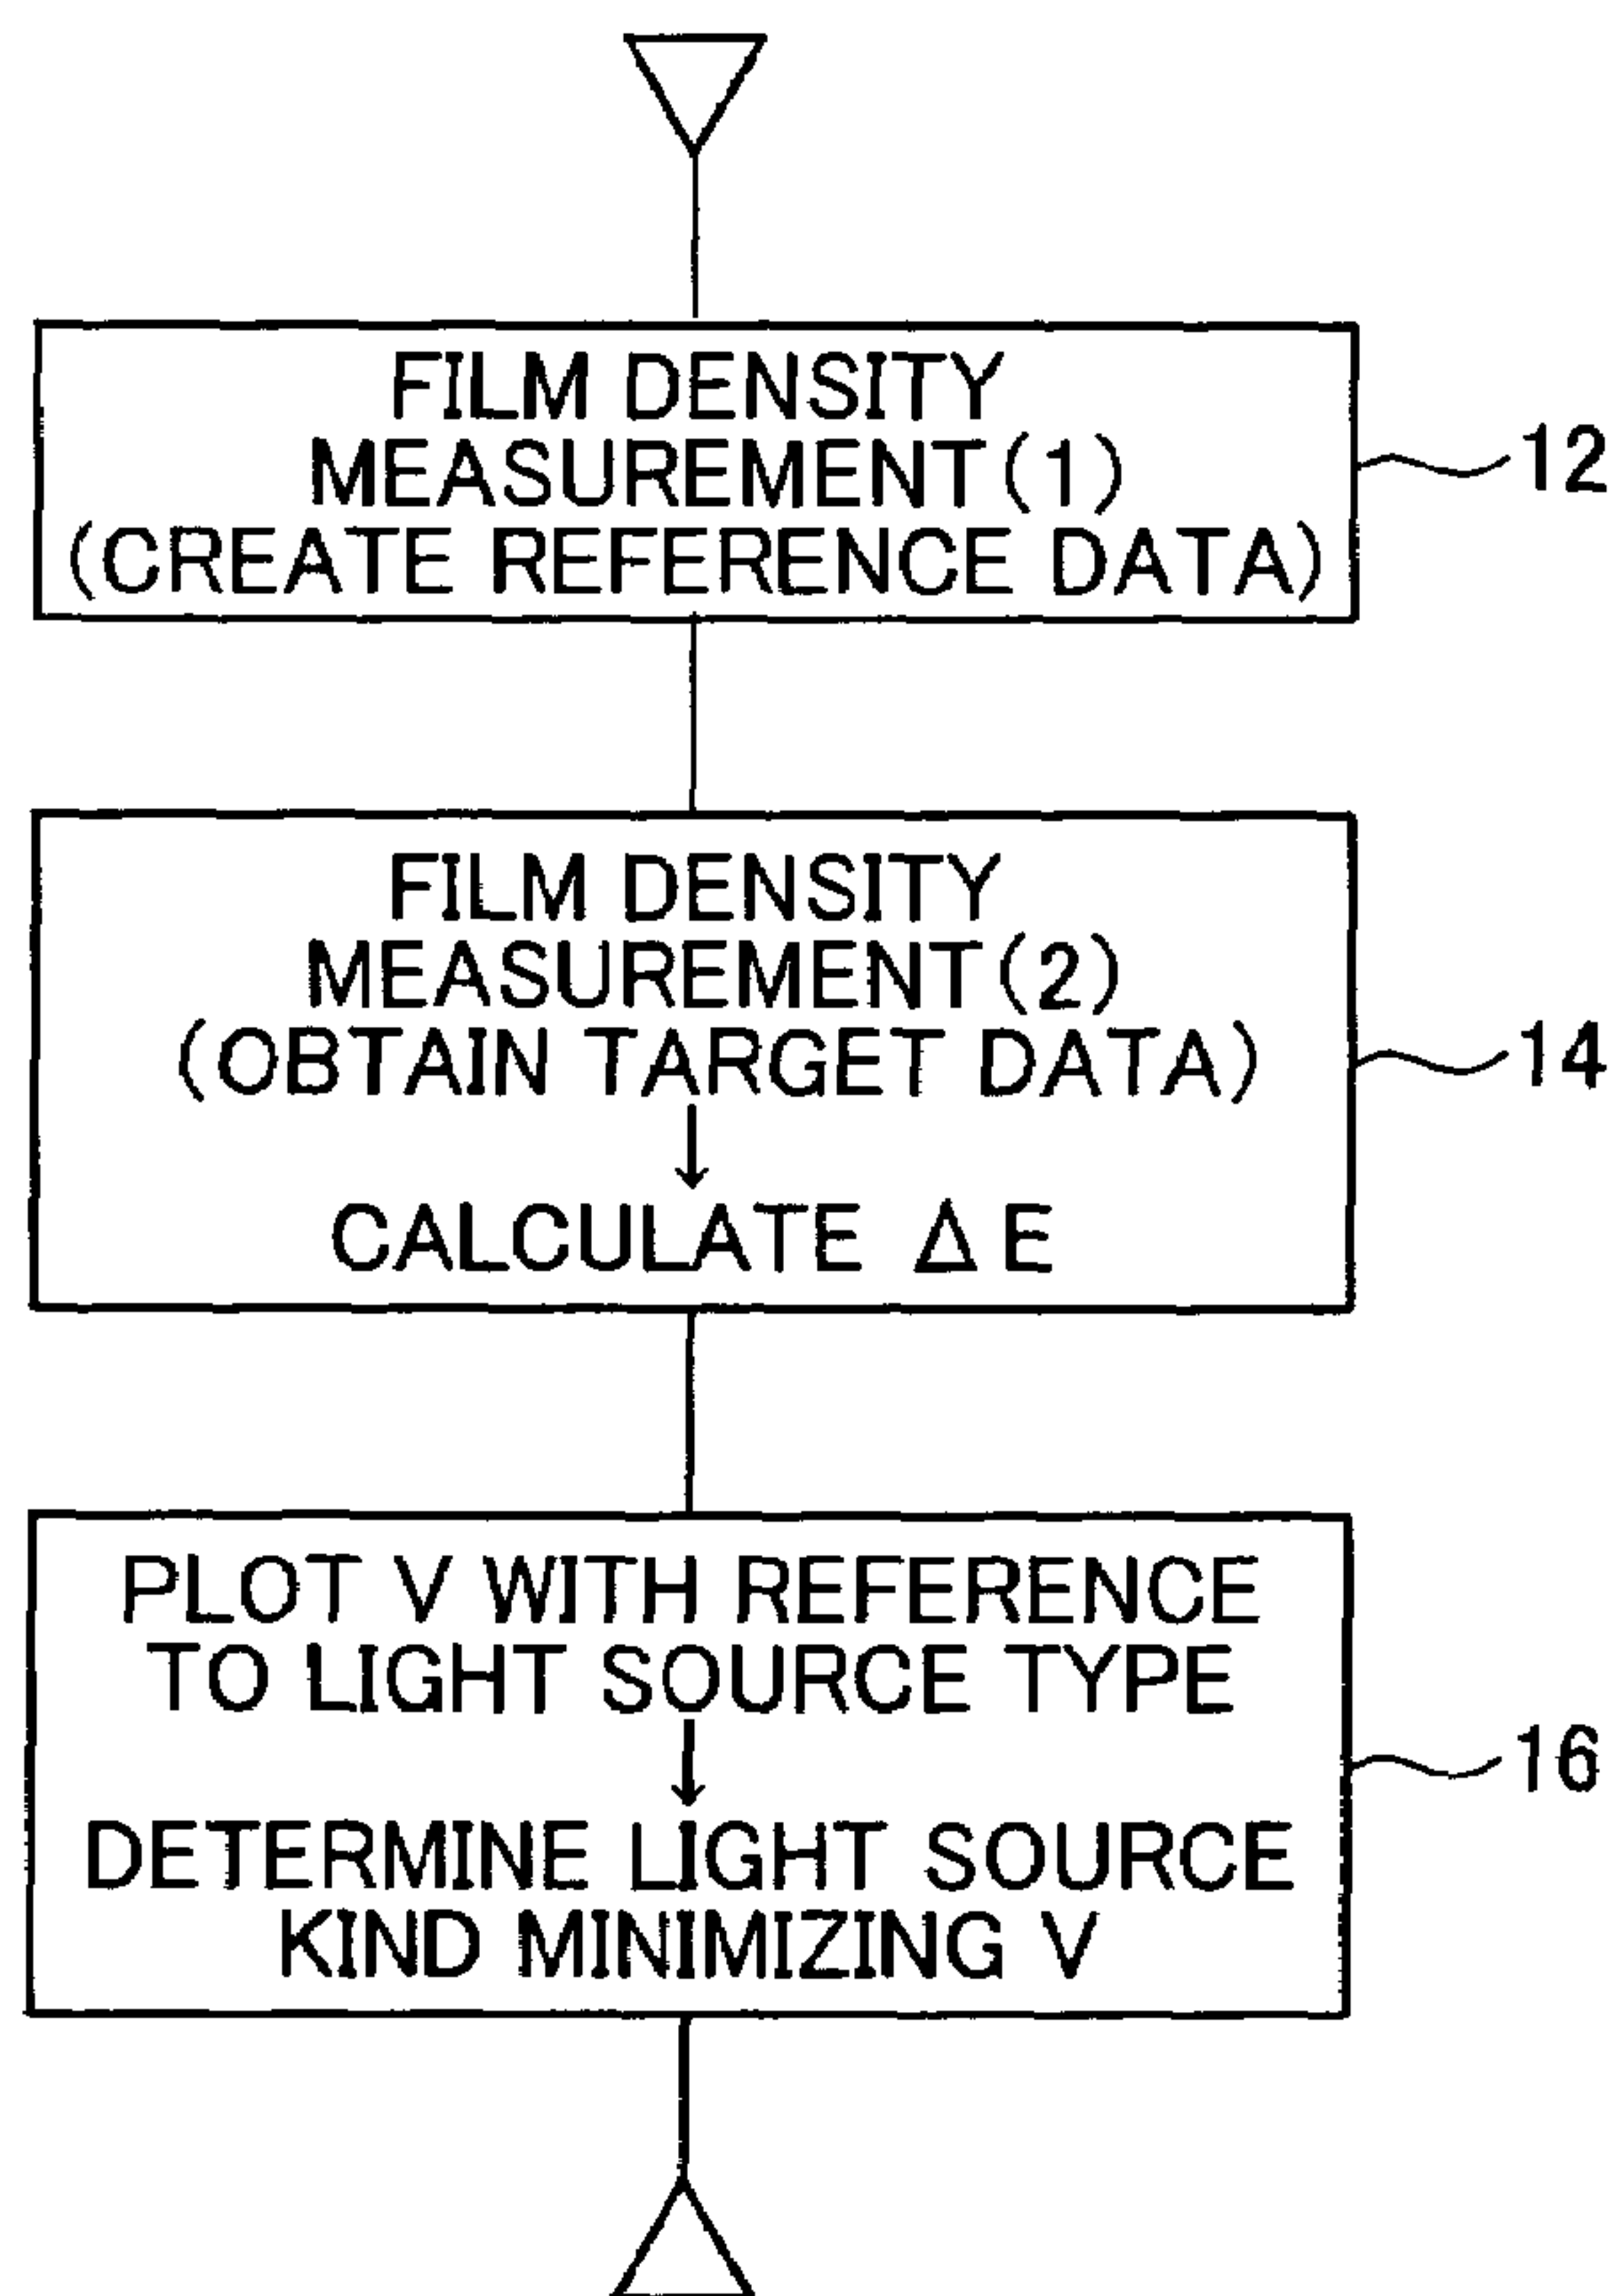 FILM DENSITY
MEASUREMENT(1)
(CREATE REFERENCE DATA)
12
FILM DENSITY
MEASUREMENT(2)
(OBTAIN TARGET DATA)
↓
CALCULATE Δ E
14
PLOT V WITH REFERENCE
TO LIGHT SOURCE TYPE
↓
DETERMINE LIGHT SOURCE
KIND MINIMIZING V
16